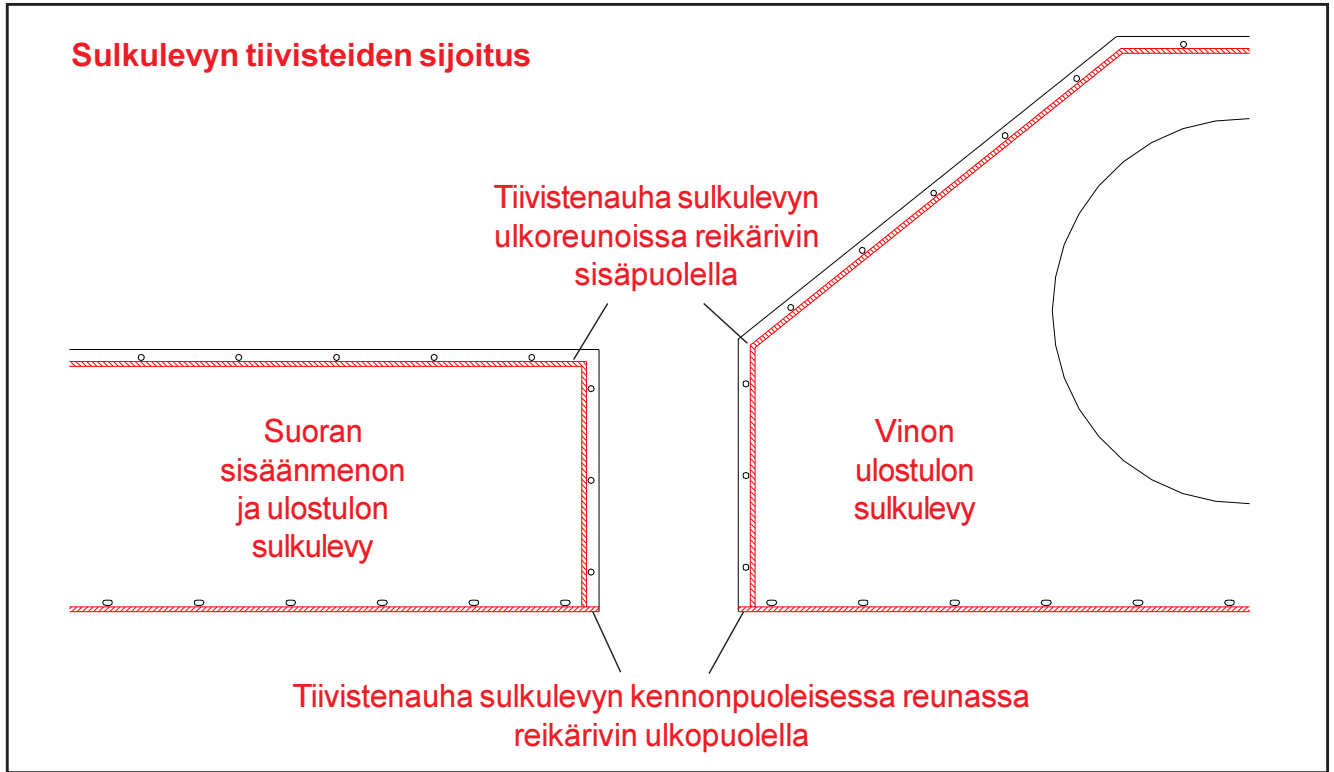 Sulkulevyn tiivisteiden sijoitus
Tiivistenauha sulkulevyn
ulkoreunoissa reikärivin
sisäpuolella
Suoran
sisäänmenon
ja ulostulon
sulkulevy
Vinon
ulostulon
sulkulevy
Tiivistenauha sulkulevyn kennonpuoleisessa reunassa
reikärivin ulkopuolella